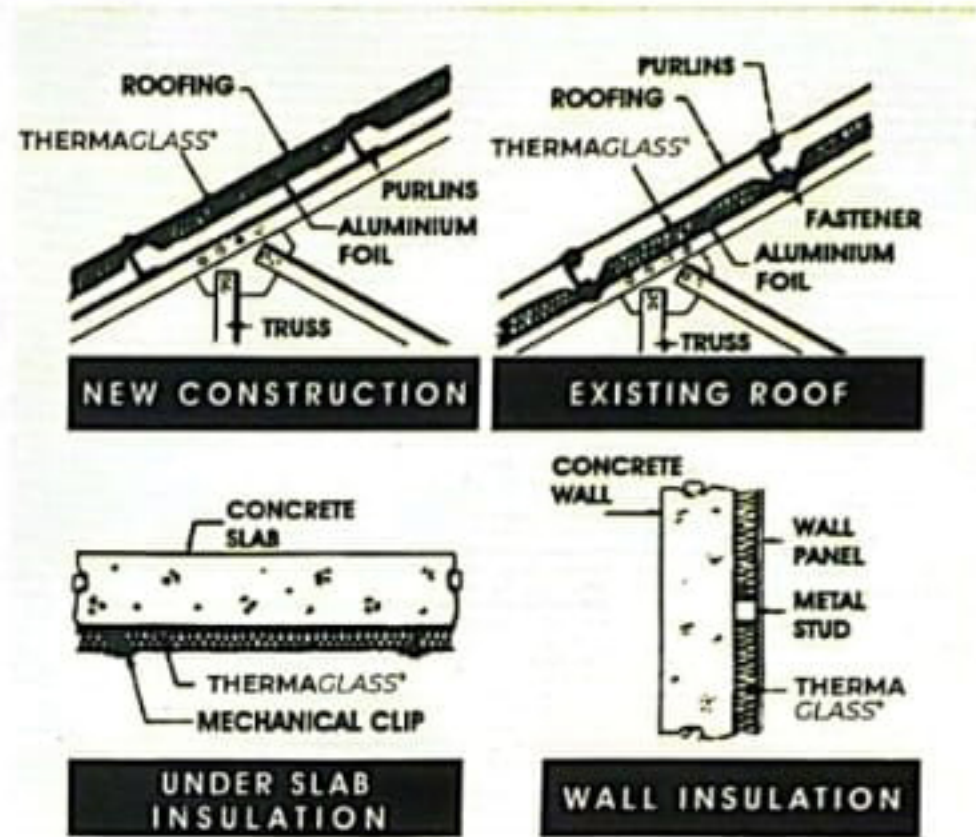 ROOFING
THERMAGLASS*
PURLINS
ALUMINIUM
FOIL
TRUSS
NEW CONSTRUCTION
PURLINS
ROOFING
THERMAGLASS*
FASTENER
ALUMINIUM
FOIL
TRUSS
EXISTING ROOF
CONCRETE
SLAB
THERMAGLASS*
MECHANICAL CLIP
UNDER SLAB
INSULATION
CONCRETE
WALL
WALL
PANEL
METAL
STUD
THERMA
GLASS*
WALL INSULATION